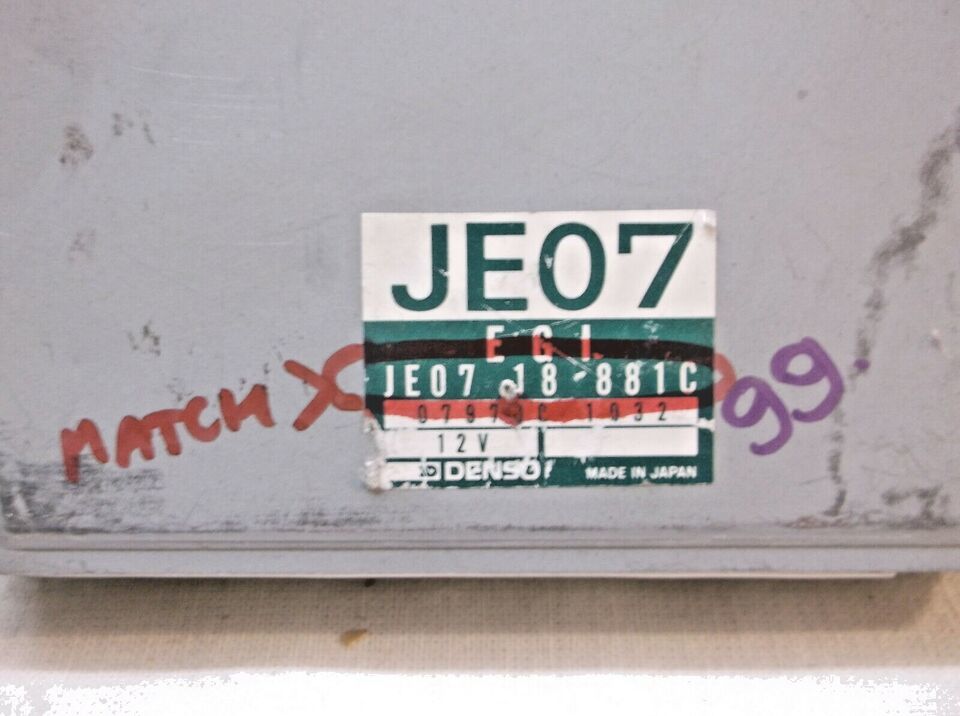 JE07
E G I
JE07 18 881C
MATCH X
99.
12V
DENSO
MADE IN JAPAN